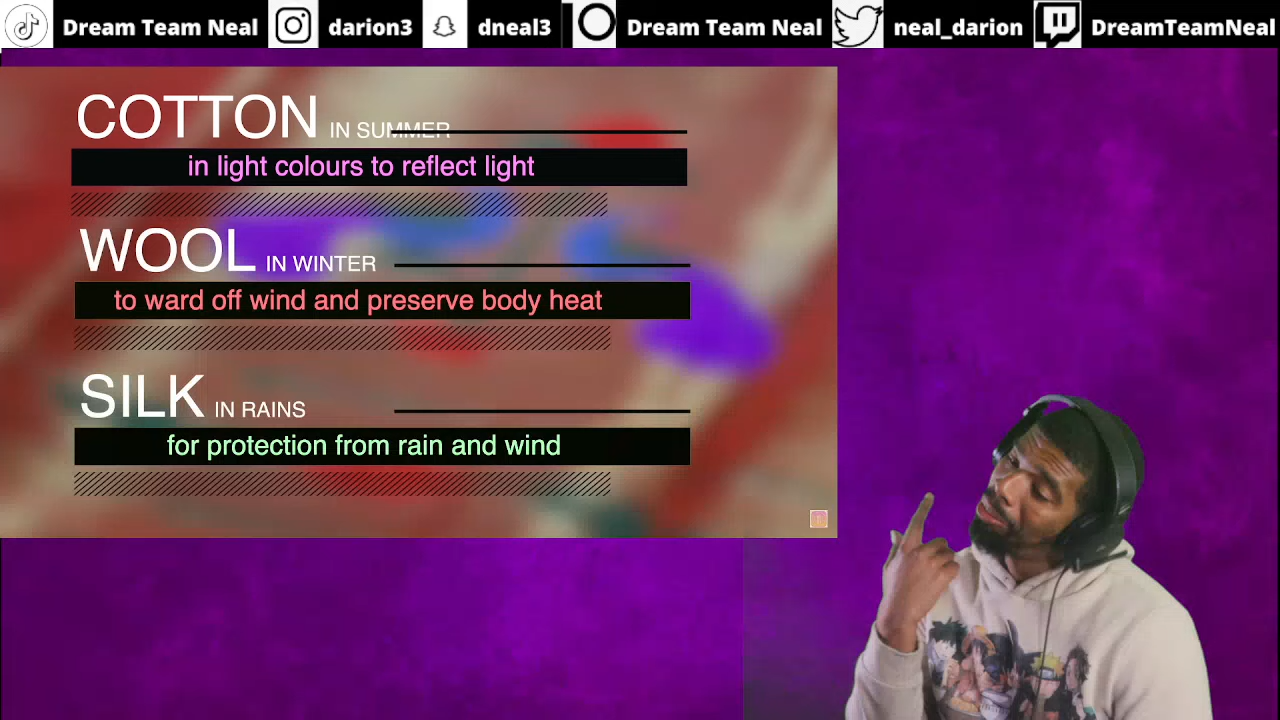 Dream Team Neal darion3 dneal3 Dream Team Neal neal_darion DreamTeamNeal
COTTON IN SUMMER
in light colours to reflect light
WOOL IN WINTER
to ward off wind and preserve body heat
SILK IN RAINS
for protection from rain and wind